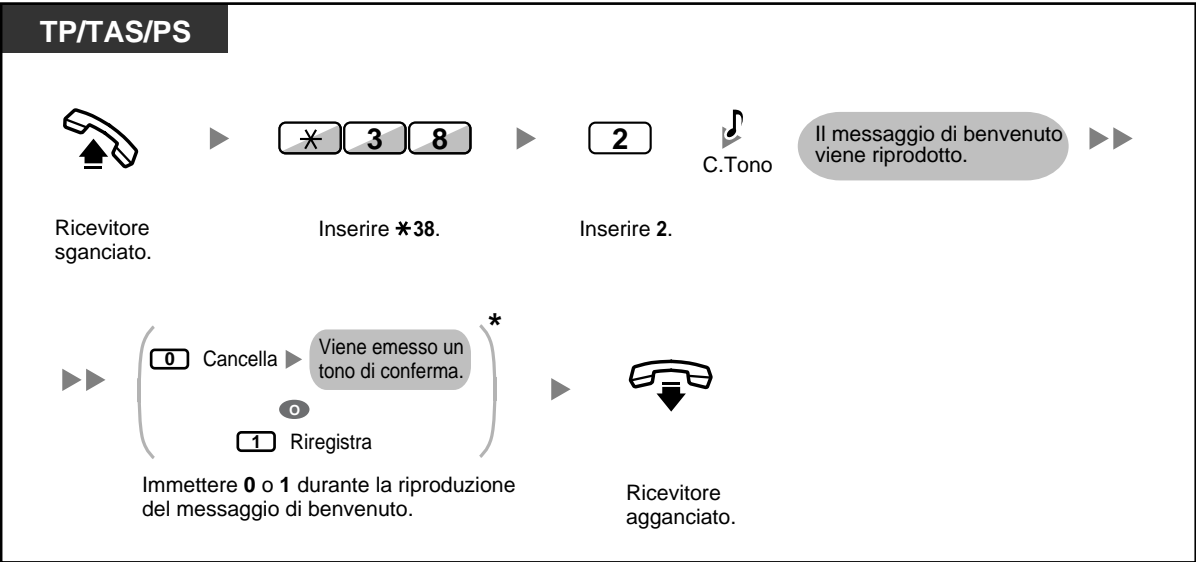 TP/TAS/PS
✳ 3 8
2
C.Tono
Il messaggio di benvenuto
viene riprodotto.
Ricevitore
sganciato.
Inserire ✳38.
Inserire 2.
0 Cancella
Viene emesso un
tono di conferma.
*
o
1 Riregistra
Immettere 0 o 1 durante la riproduzione
del messaggio di benvenuto.
Ricevitore
agganciato.